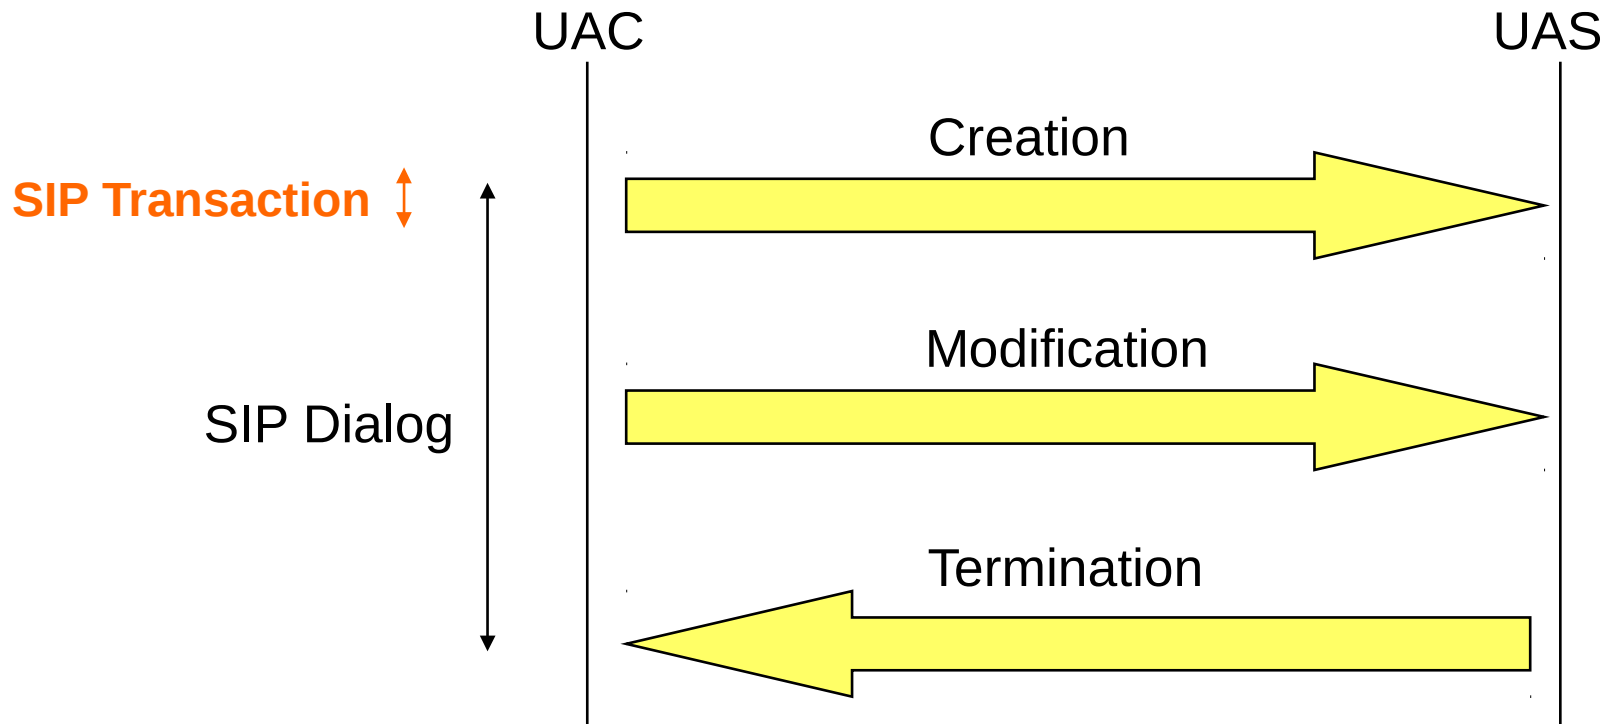 UAC
UAS
Creation
SIP Transaction
Modification
SIP Dialog
Termination